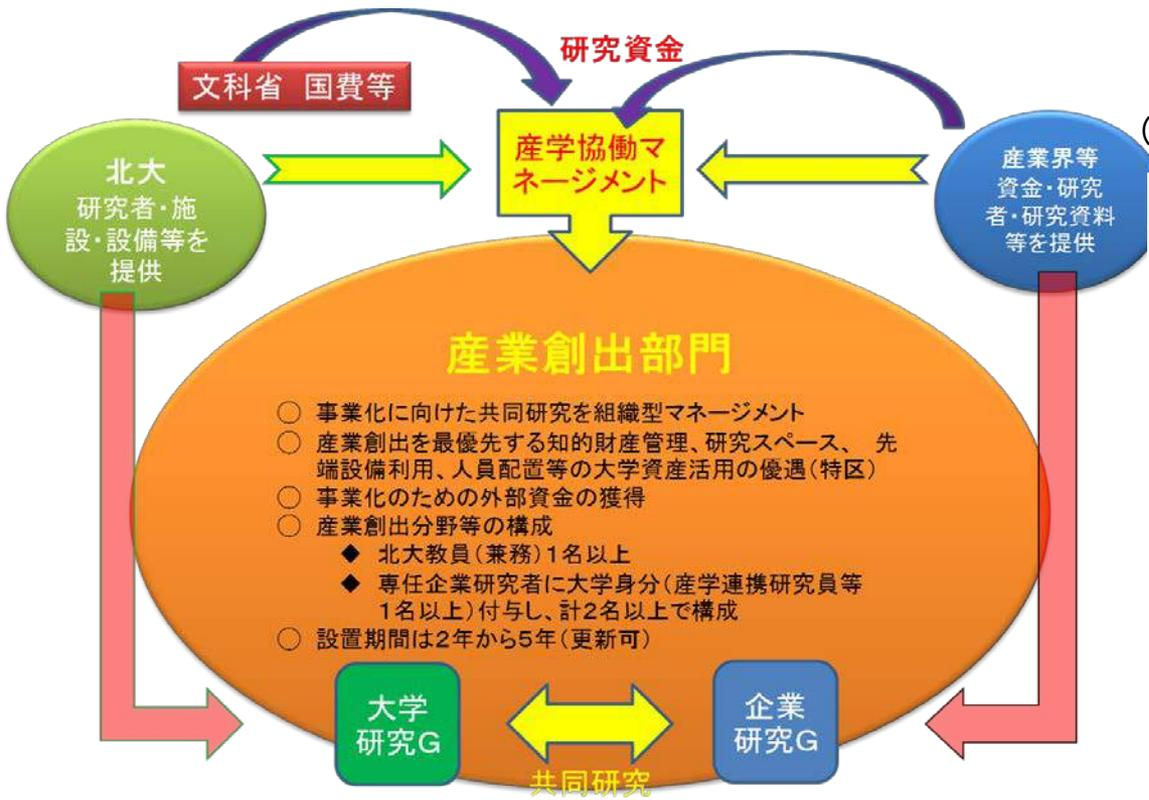 研究資金
文科省 国費等
産学協働マ
ネージメント
北大
研究者・施
設・設備等を
提供
産業界等
資金・研究
者・研究資料
等を提供
産業創出部門
○ 事業化に向けた共同研究を組織型マネージメント
○ 産業創出を最優先する知的財産管理、研究スペース、 先
端設備利用、人員配置等の大学資産活用の優遇(特区)
○ 事業化のための外部資金の獲得
○ 産業創出分野等の構成
◆ 北大教員(兼務)1名以上
◆ 専任企業研究者に大学身分(産学連携研究員等
1名以上)付与し、計2名以上で構成
○ 設置期間は2年から5年(更新可)
大学
研究G
企業
研究G
共同研究